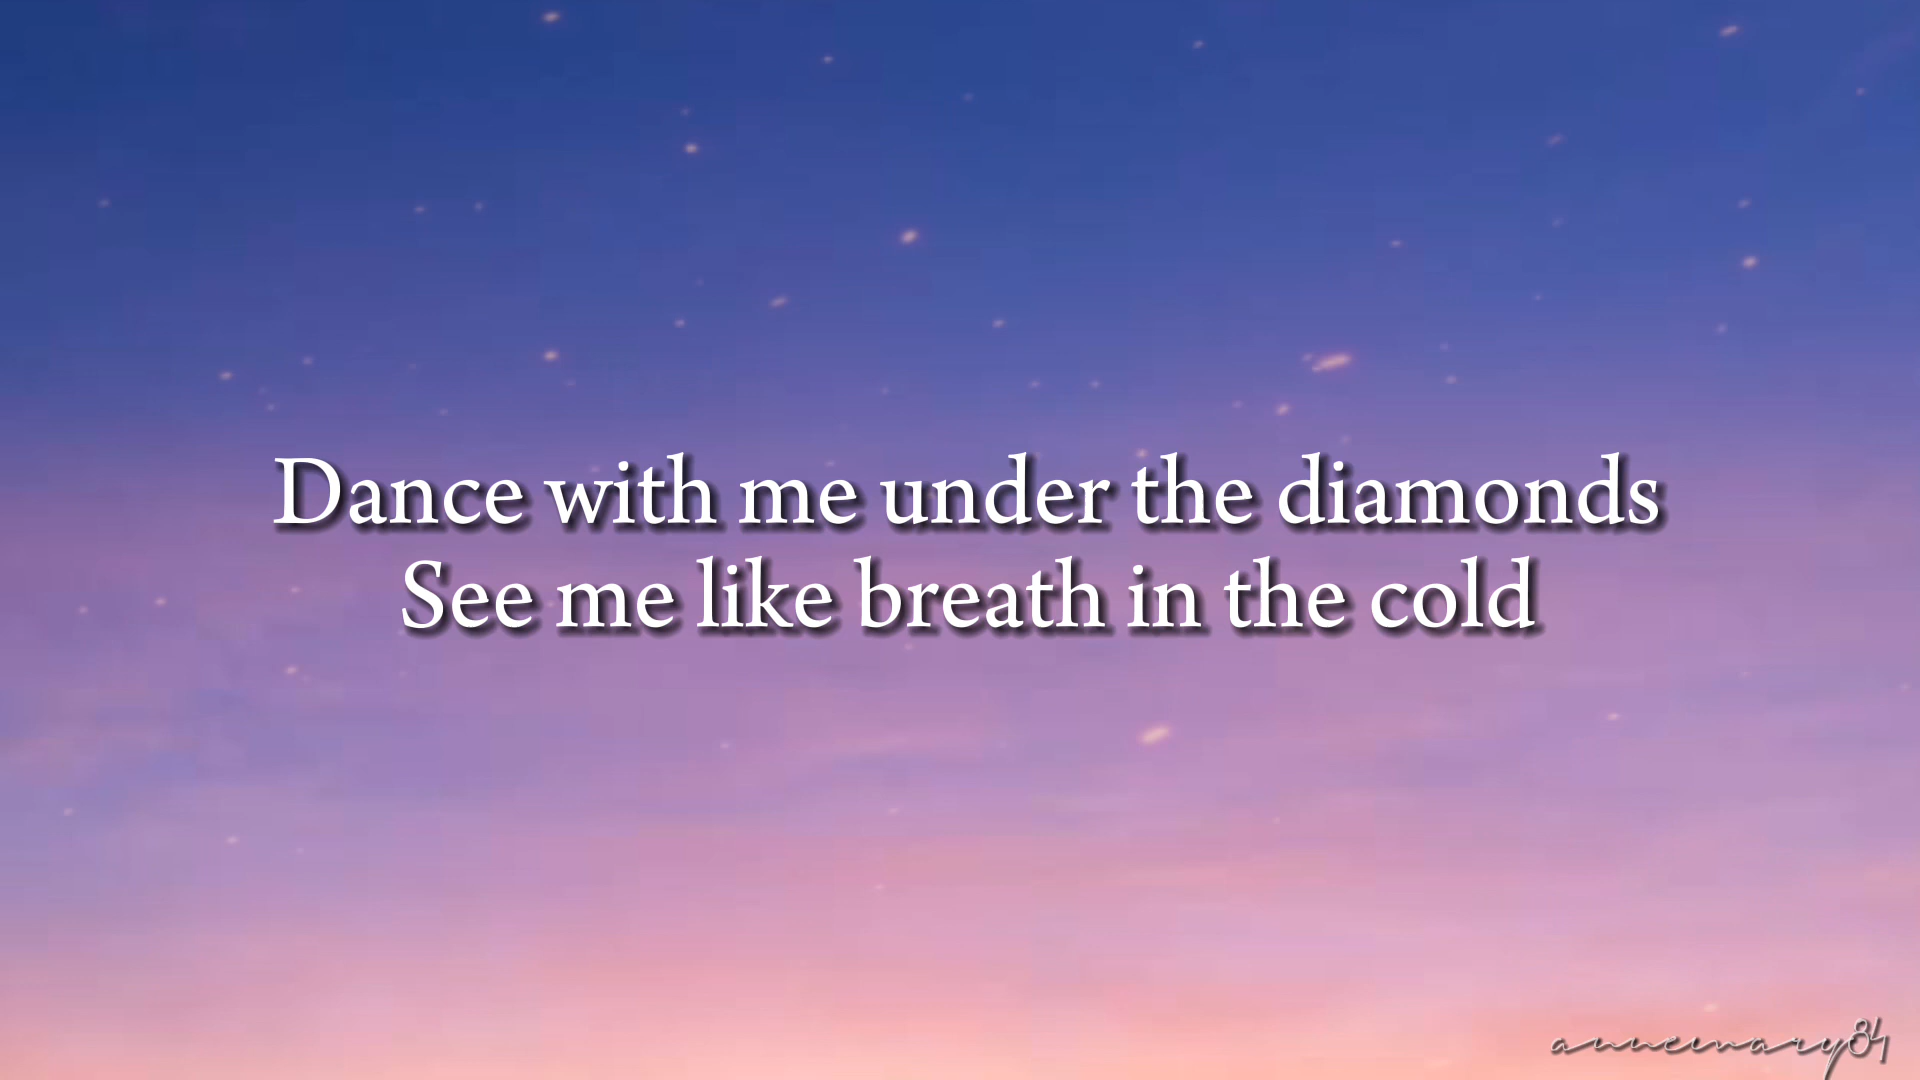 Dance with me under the diamonds
See me like breath in the cold
annemary84